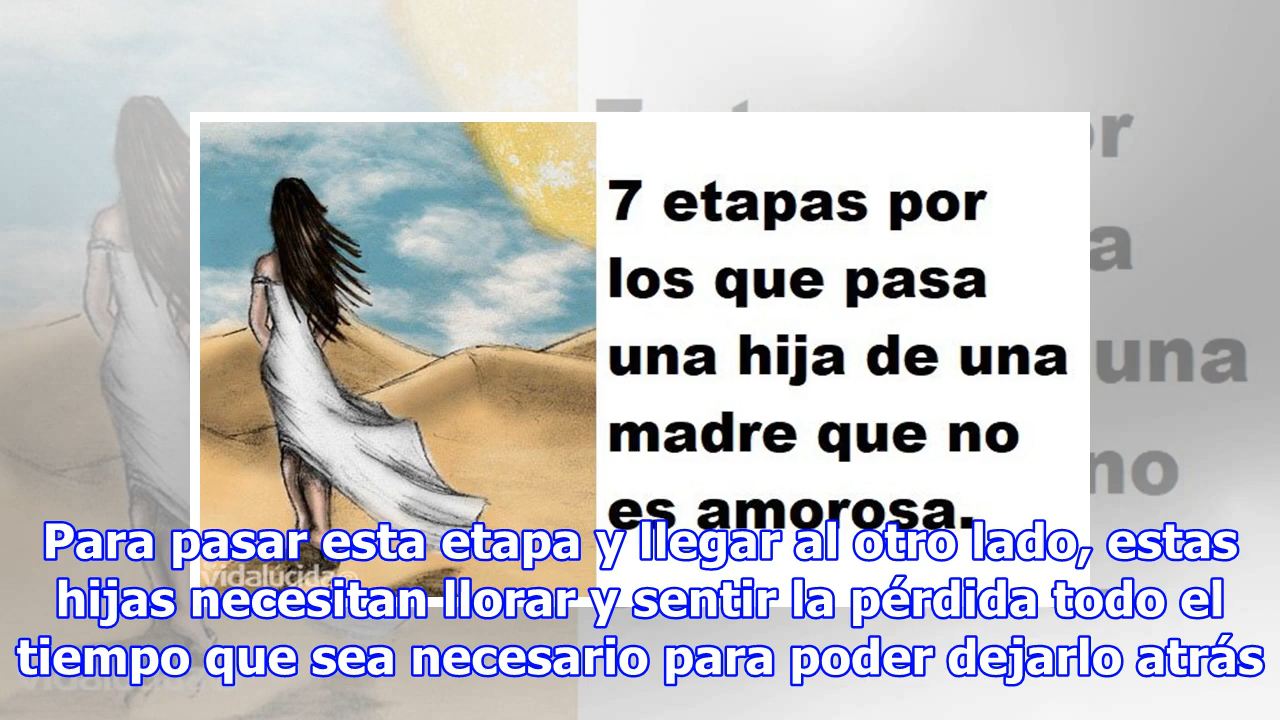 7 etapas por
los que pasa
una hija de una
madre que no
es amorosa.
vidalucida
Para pasar esta etapa y llegar al otro lado, estas
hijas necesitan llorar y sentir la pérdida todo el
tiempo que sea necesario para poder dejarlo atrás